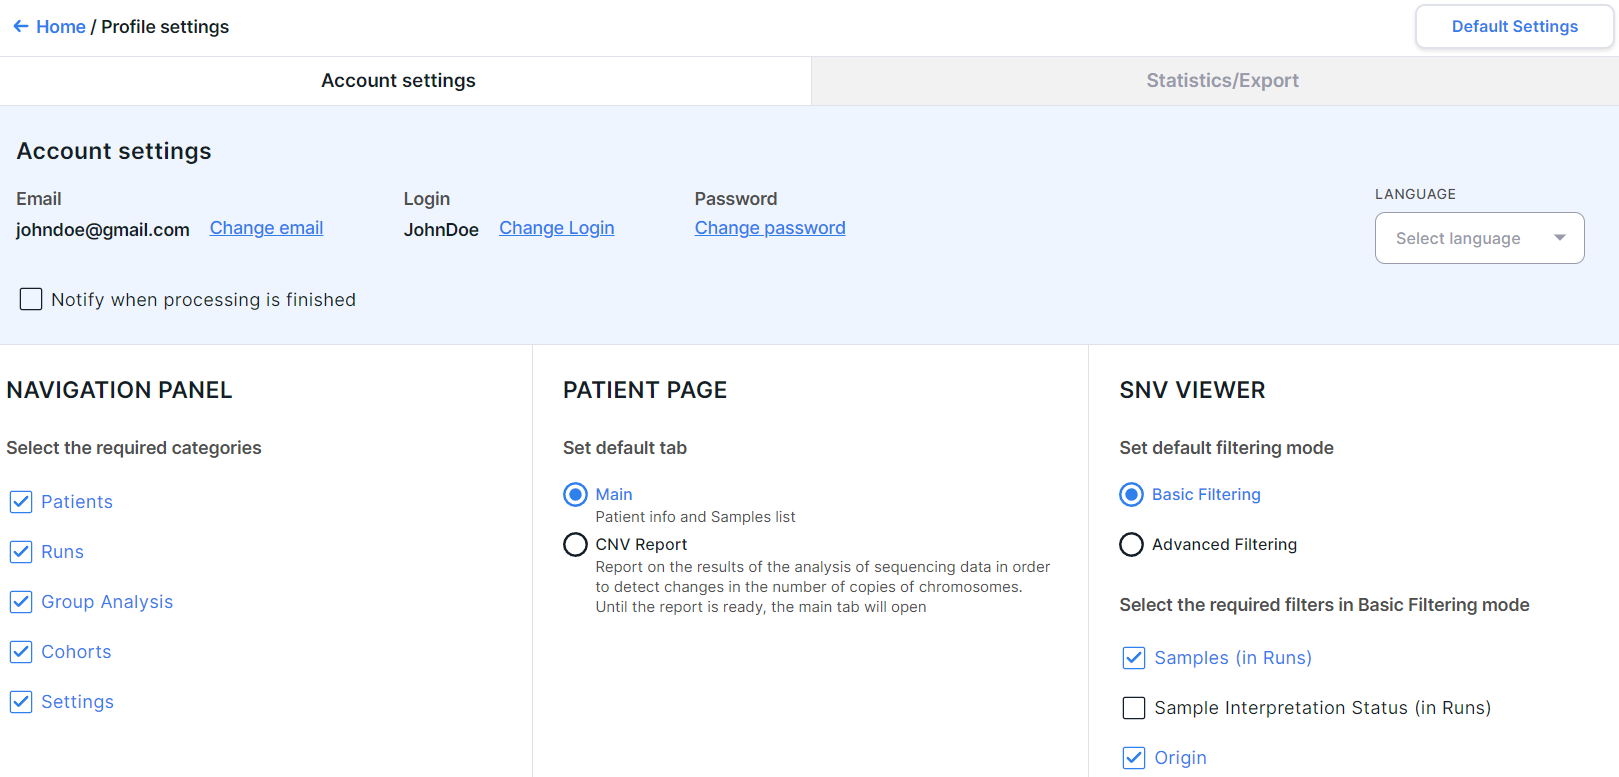 Home / Profile settings
Default Settings
Account settings
Statistics/Export
Account settings
Email
Login
Password
LANGUAGE
johndoe@gmail.com Change email
JohnDoe Change Login
Change password
Select language
Notify when processing is finished
NAVIGATION PANEL
Select the required categories
Patients
Runs
Group Analysis
Cohorts
Settings
PATIENT PAGE
Set default tab
Main
Patient info and Samples list
CNV Report
Report on the results of the analysis of sequencing data in order
to detect changes in the number of copies of chromosomes.
Until the report is ready, the main tab will open
SNV VIEWER
Set default filtering mode
Basic Filtering
Advanced Filtering
Select the required filters in Basic Filtering mode
Samples (in Runs)
Sample Interpretation Status (in Runs)
Origin